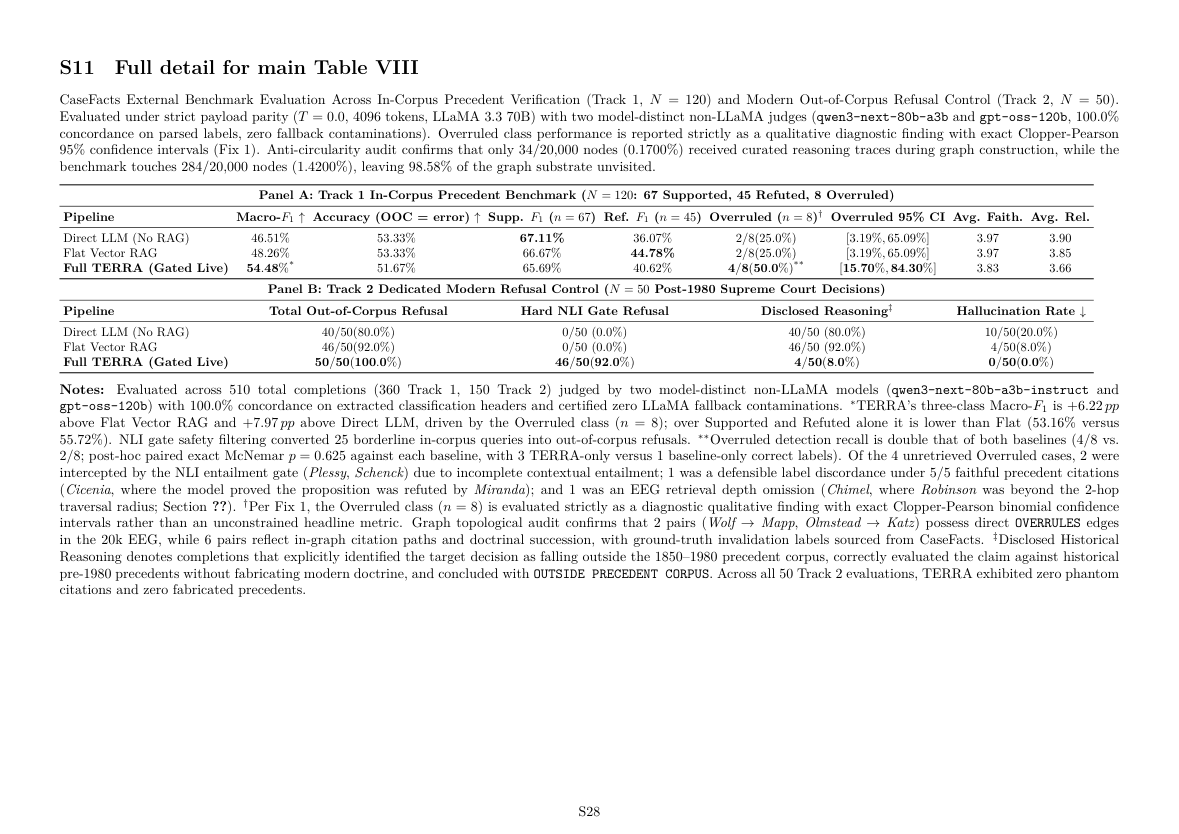 S11 Full detail for main Table VIII
CaseFacts External Benchmark Evaluation Across In-Corpus Precedent Verification (Track 1, N = 120) and Modern Out-of-Corpus Refusal Control (Track 2, N = 50).
Evaluated under strict payload parity (T = 0.0, 4096 tokens, LLaMA 3.3 70B) with two model-distinct non-LLaMA judges (qwen3-next-80b-a3b and gpt-oss-120b, 100.0%
concordance on parsed labels, zero fallback contaminations). Overruled class performance is reported strictly as a qualitative diagnostic finding with exact Clopper-Pearson
95% confidence intervals (Fix 1). Anti-circularity audit confirms that only 34/20,000 nodes (0.1700%) received curated reasoning traces during graph construction, while the
benchmark touches 284/20,000 nodes (1.4200%), leaving 98.58% of the graph substrate unvisited.
Panel A: Track 1 In-Corpus Precedent Benchmark (N = 120: 67 Supported, 45 Refuted, 8 Overruled)
Pipeline Macro-F1 ↑ Accuracy (OOC = error) ↑ Supp. F1 (n = 67) Ref. F1 (n = 45) Overruled (n = 8)† Overruled 95% CI Avg. Faith. Avg. Rel.
Direct LLM (No RAG) 46.51% 53.33% 67.11% 36.07% 2/8(25.0%) [3.19%, 65.09%] 3.97 3.90
Flat Vector RAG 48.26% 53.33% 66.67% 44.78% 2/8(25.0%) [3.19%, 65.09%] 3.97 3.85
Full TERRA (Gated Live) 54.48%* 51.67% 65.69% 40.62% 4/8(50.0%)** [15.70%, 84.30%] 3.83 3.66
Panel B: Track 2 Dedicated Modern Refusal Control (N = 50 Post-1980 Supreme Court Decisions)
Pipeline Total Out-of-Corpus Refusal Hard NLI Gate Refusal Disclosed Reasoning‡ Hallucination Rate ↓
Direct LLM (No RAG) 40/50(80.0%) 0/50 (0.0%) 40/50 (80.0%) 10/50(20.0%)
Flat Vector RAG 46/50(92.0%) 0/50 (0.0%) 46/50 (92.0%) 4/50(8.0%)
Full TERRA (Gated Live) 50/50(100.0%) 46/50(92.0%) 4/50(8.0%) 0/50(0.0%)
Notes: Evaluated across 510 total completions (360 Track 1, 150 Track 2) judged by two model-distinct non-LLaMA models (qwen3-next-80b-a3b-instruct and
gpt-oss-120b) with 100.0% concordance on extracted classification headers and certified zero LLaMA fallback contaminations. *TERRA's three-class Macro-F1 is +6.22 pp
above Flat Vector RAG and +7.97 pp above Direct LLM, driven by the Overruled class (n = 8); over Supported and Refuted alone it is lower than Flat (53.16% versus
55.72%). NLI gate safety filtering converted 25 borderline in-corpus queries into out-of-corpus refusals. **Overruled detection recall is double that of both baselines (4/8 vs.
2/8; post-hoc paired exact McNemar p = 0.625 against each baseline, with 3 TERRA-only versus 1 baseline-only correct labels). Of the 4 unretrieved Overruled cases, 2 were
intercepted by the NLI entailment gate (Plessy, Schenck) due to incomplete contextual entailment; 1 was a defensible label discordance under 5/5 faithful precedent citations
(Cicenia, where the model proved the proposition was refuted by Miranda); and 1 was an EEG retrieval depth omission (Chimel, where Robinson was beyond the 2-hop
traversal radius; Section ??). †Per Fix 1, the Overruled class (n = 8) is evaluated strictly as a diagnostic qualitative finding with exact Clopper-Pearson binomial confidence
intervals rather than an unconstrained headline metric. Graph topological audit confirms that 2 pairs (Wolf → Mapp, Olmstead → Katz) possess direct OVERRULES edges
in the 20k EEG, while 6 pairs reflect in-graph citation paths and doctrinal succession, with ground-truth invalidation labels sourced from CaseFacts. ‡Disclosed Historical
Reasoning denotes completions that explicitly identified the target decision as falling outside the 1850–1980 precedent corpus, correctly evaluated the claim against historical
pre-1980 precedents without fabricating modern doctrine, and concluded with OUTSIDE PRECEDENT CORPUS. Across all 50 Track 2 evaluations, TERRA exhibited zero phantom
citations and zero fabricated precedents.
S28